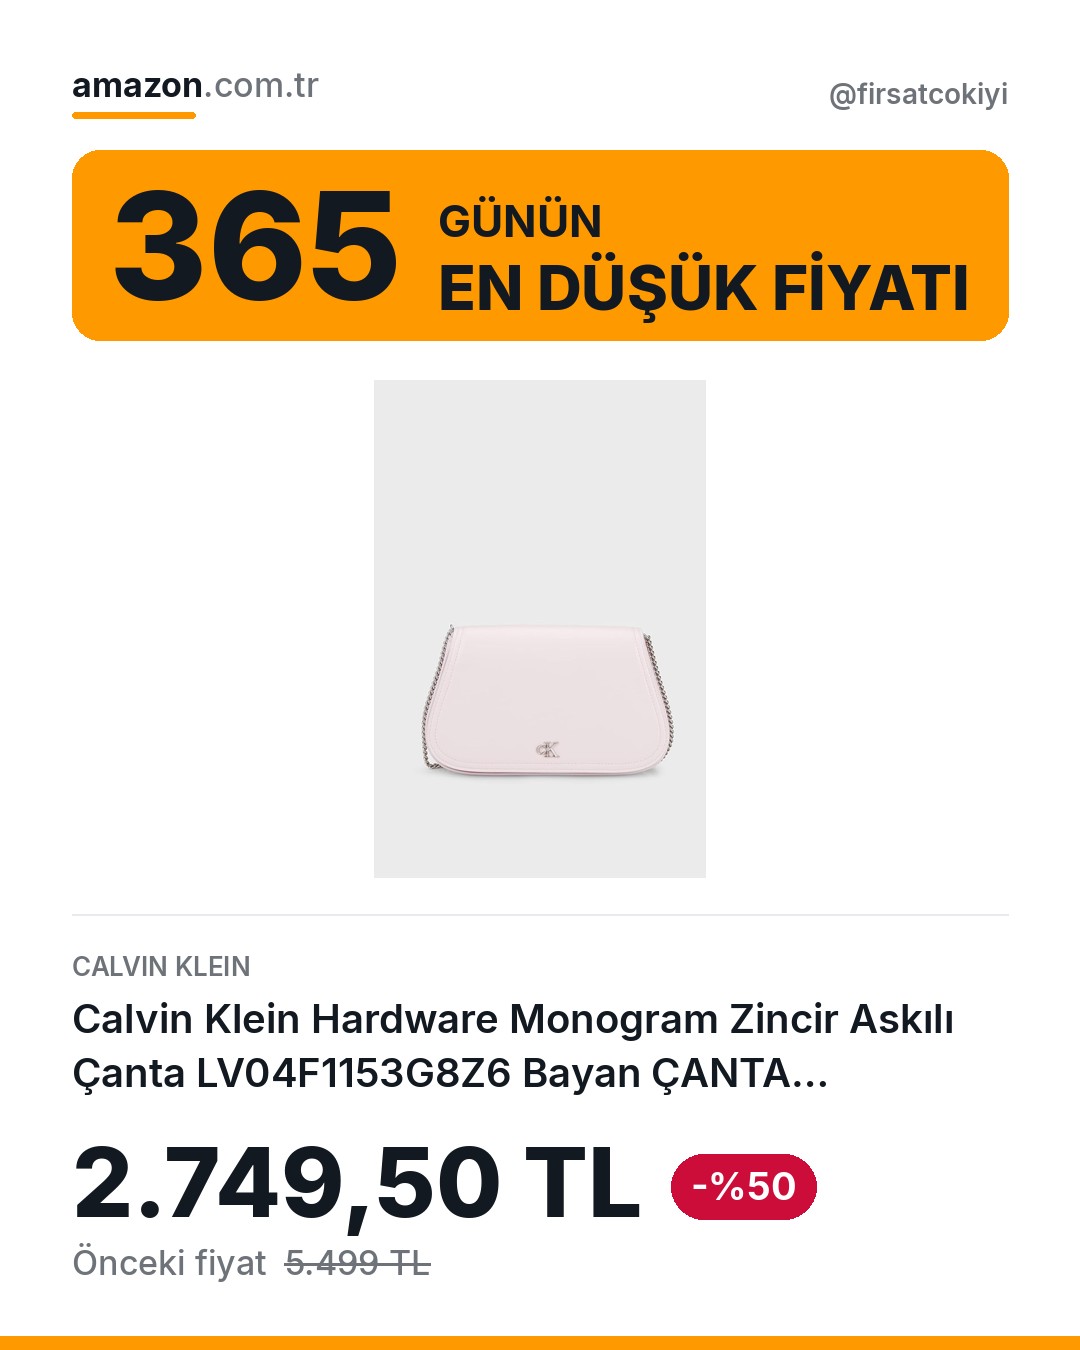 amazon.com.tr
@firsatcokiyi
365
GÜNÜN
EN DÜŞÜK FİYATI
CK
CALVIN KLEIN
Calvin Klein Hardware Monogram Zincir Askılı
Çanta LV04F1153G8Z6 Bayan ÇANTA...
2.749,50 TL
-%50
Önceki fiyat 5.499 TL